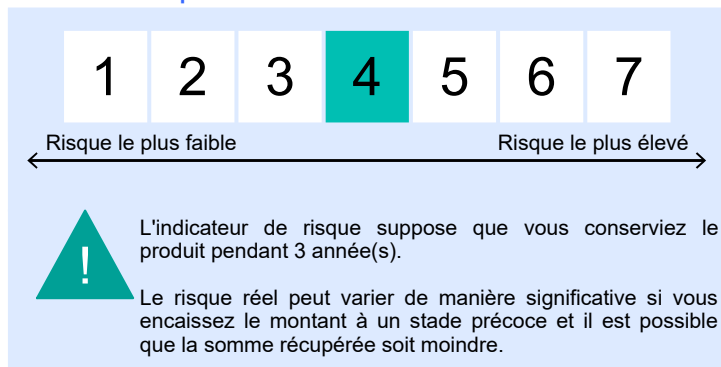 1 2 3 4 5 6 7
Risque le plus faible Risque le plus élevé
!
L'indicateur de risque suppose que vous conserviez le
produit pendant 3 année(s).
Le risque réel peut varier de manière significative si vous
encaissez le montant à un stade précoce et il est possible
que la somme récupérée soit moindre.